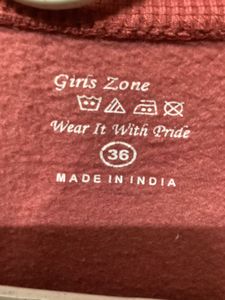 Girls Zone
Wear It With Pride
36
MADE IN INDIA